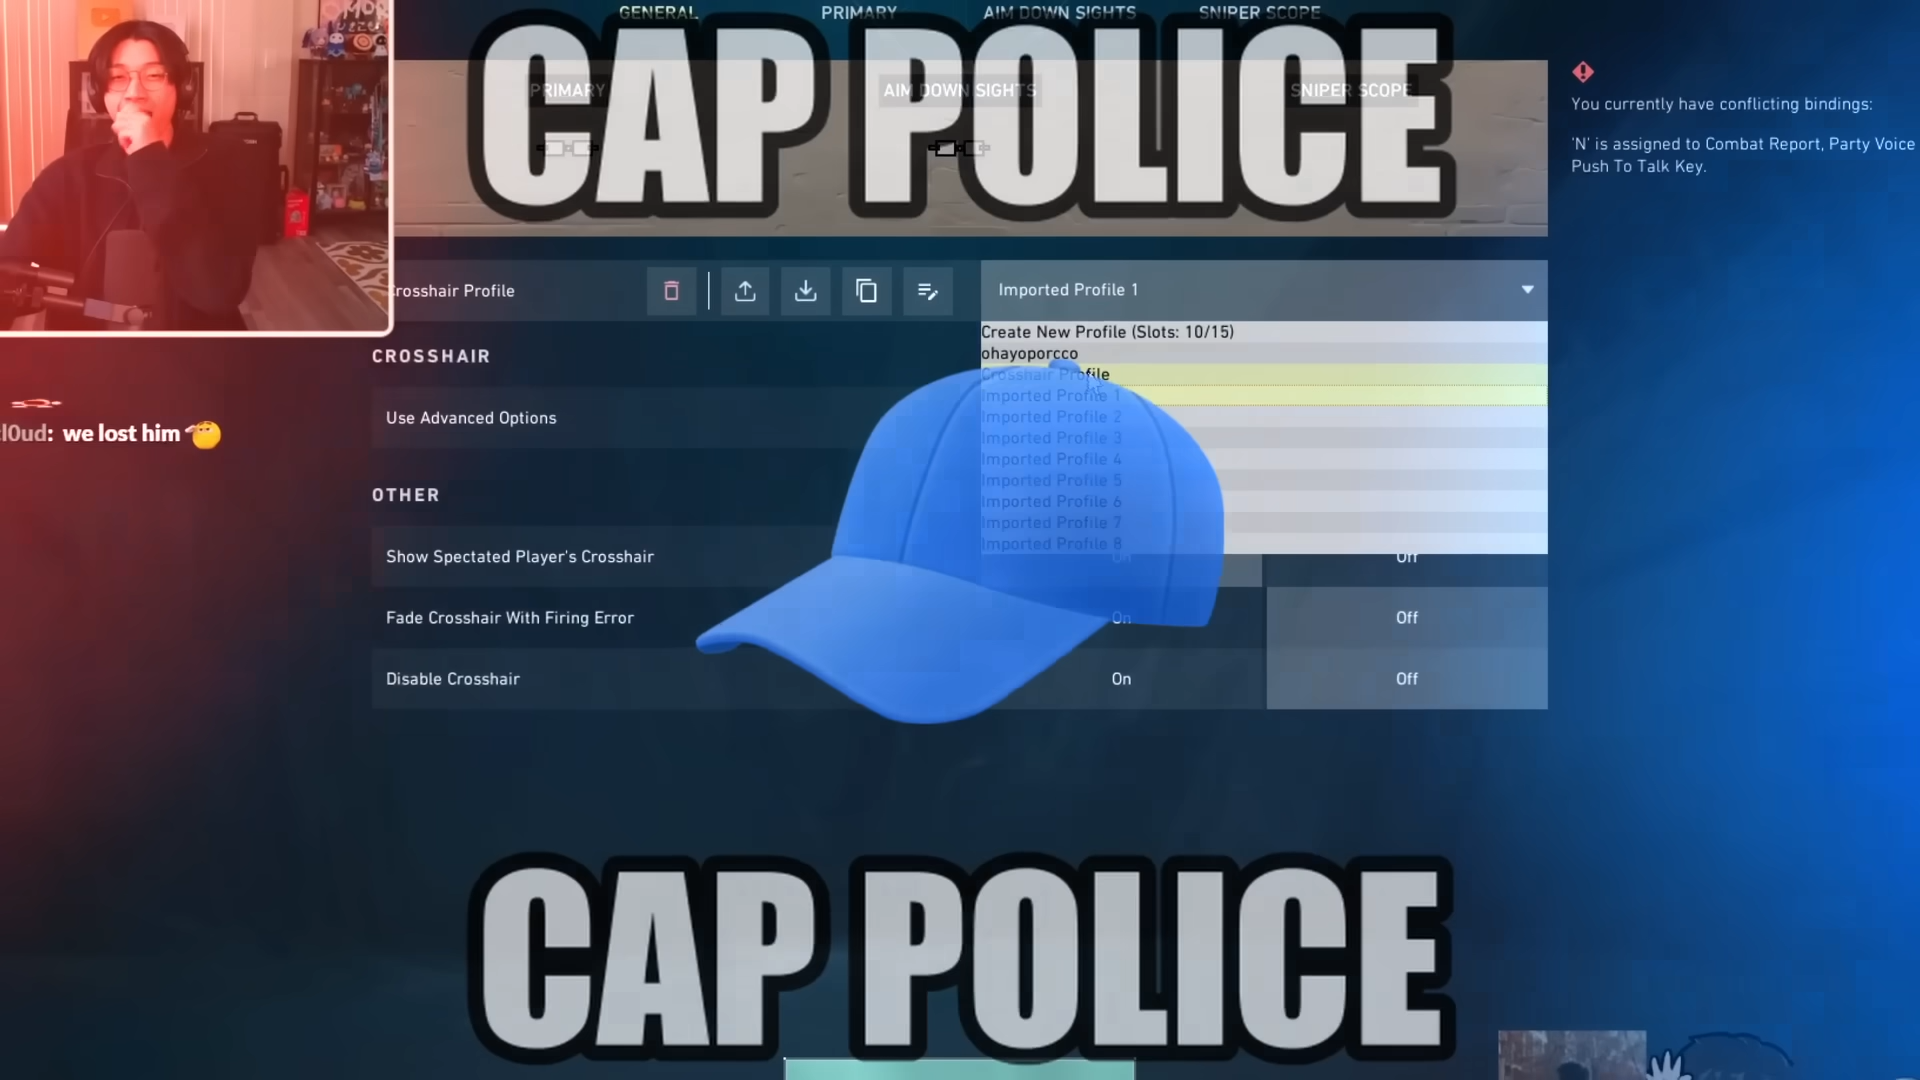 GENERAL
PRIMARY
AIM DOWN SIGHTS
SNIPER SCOPE
CAP POLICE
PRIMARY
AIM DOWN SIGHTS
SNIPER SCOPE
You currently have conflicting bindings:
'N' is assigned to Combat Report, Party Voice
Push To Talk Key.
Crosshair Profile
Imported Profile 1
Create New Profile (Slots: 10/15)
ohayoporcco
Crosshair Profile
Imported Profile 1
Imported Profile 2
Imported Profile 3
Imported Profile 4
Imported Profile 5
Imported Profile 6
Imported Profile 7
Imported Profile 8
CROSSHAIR
Use Advanced Options
l0ud: we lost him
OTHER
Show Spectated Player's Crosshair
On
Off
Fade Crosshair With Firing Error
On
Off
Disable Crosshair
On
Off
CAP POLICE